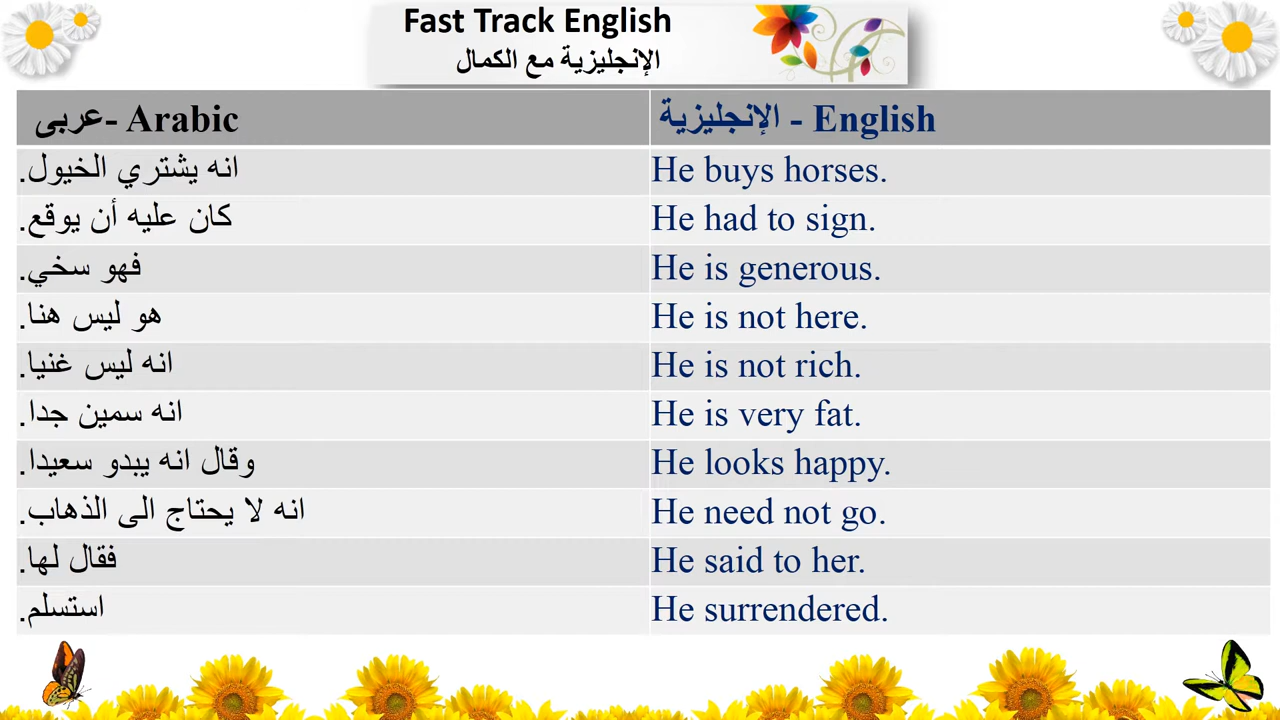 Fast Track English
الإنجليزية مع الكمال
عربى- Arabic
الإنجليزية - English
انه يشتري الخيول.
He buys horses.
كان عليه أن يوقع.
He had to sign.
فهو سخي.
He is generous.
هو ليس هنا.
He is not here.
انه ليس غنيا.
He is not rich.
انه سمين جدا.
He is very fat.
وقال انه يبدو سعيدا.
He looks happy.
انه لا يحتاج الى الذهاب.
He need not go.
فقال لها.
He said to her.
استسلم.
He surrendered.